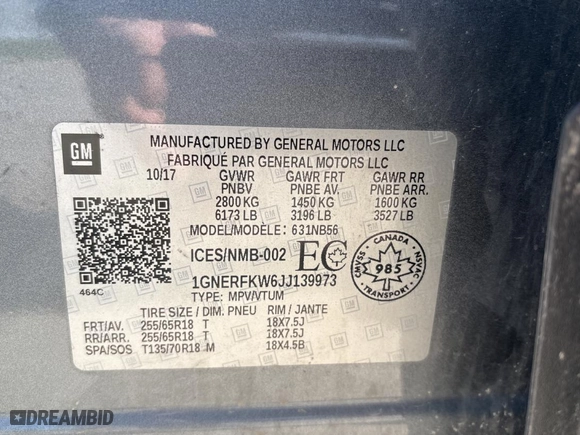 GM
MANUFACTURED BY GENERAL MOTORS LLC
FABRIQUÉ PAR GENERAL MOTORS LLC
10/17 GVWR GAWR FRT GAWR RR
PNBV PNBE AV. PNBE ARR.
2800 KG 1450 KG 1600 KG
6173 LB 3196 LB 3527 LB
MODEL/MODÈLE: 631NB56
ICES/NMB-002 EC
CANADA
CMVSS 985 NSVAC
TRANSPORT
464C
1GNERFKW6JJ139973
TYPE: MPV/VTUM
TIRE SIZE / DIM. PNEU RIM / JANTE
FRT/AV. 255/65R18 T 18X7.5J
RR/ARR. 255/65R18 T 18X7.5J
SPA/SOS T135/70R18 M 18X4.5B
DREAMBID